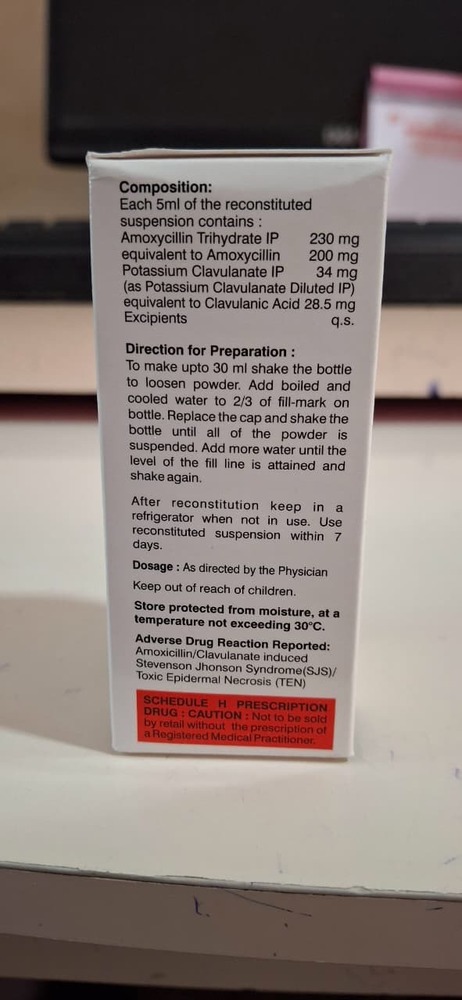 Composition:
Each 5ml of the reconstituted
suspension contains :
Amoxycillin Trihydrate IP 230 mg
equivalent to Amoxycillin 200 mg
Potassium Clavulanate IP 34 mg
(as Potassium Clavulanate Diluted IP)
equivalent to Clavulanic Acid 28.5 mg
Excipients q.s.
Direction for Preparation :
To make upto 30 ml shake the bottle
to loosen powder. Add boiled and
cooled water to 2/3 of fill-mark on
bottle. Replace the cap and shake the
bottle until all of the powder is
suspended. Add more water until the
level of the fill line is attained and
shake again.
After reconstitution keep in a
refrigerator when not in use. Use
reconstituted suspension within 7
days.
Dosage : As directed by the Physician
Keep out of reach of children.
Store protected from moisture, at a
temperature not exceeding 30°C.
Adverse Drug Reaction Reported:
Amoxicillin/Clavulanate induced
Stevenson Jhonson Syndrome(SJS)/
Toxic Epidermal Necrosis (TEN)
SCHEDULE H PRESCRIPTION
DRUG : CAUTION : Not to be sold
by retail without the prescription of
a Registered Medical Practitioner.